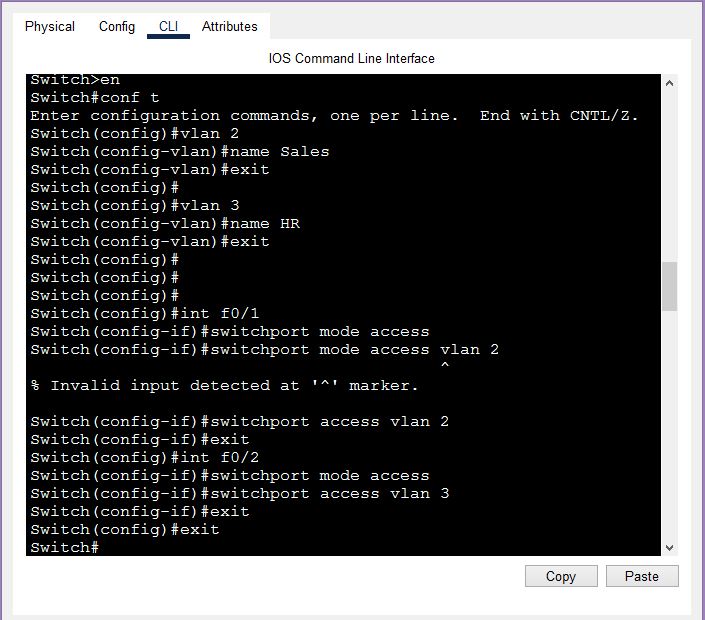 Physical Config CLI Attributes
IOS Command Line Interface
Switch>en
Switch#conf t
Enter configuration commands, one per line.  End with CNTL/Z.
Switch(config)#vlan 2
Switch(config-vlan)#name Sales
Switch(config-vlan)#exit
Switch(config)#
Switch(config)#vlan 3
Switch(config-vlan)#name HR
Switch(config-vlan)#exit
Switch(config)#
Switch(config)#
Switch(config)#
Switch(config)#int f0/1
Switch(config-if)#switchport mode access
Switch(config-if)#switchport mode access vlan 2
^
% Invalid input detected at '^' marker.
Switch(config-if)#switchport access vlan 2
Switch(config-if)#exit
Switch(config)#int f0/2
Switch(config-if)#switchport mode access
Switch(config-if)#switchport access vlan 3
Switch(config-if)#exit
Switch(config)#exit
Switch#
Copy Paste